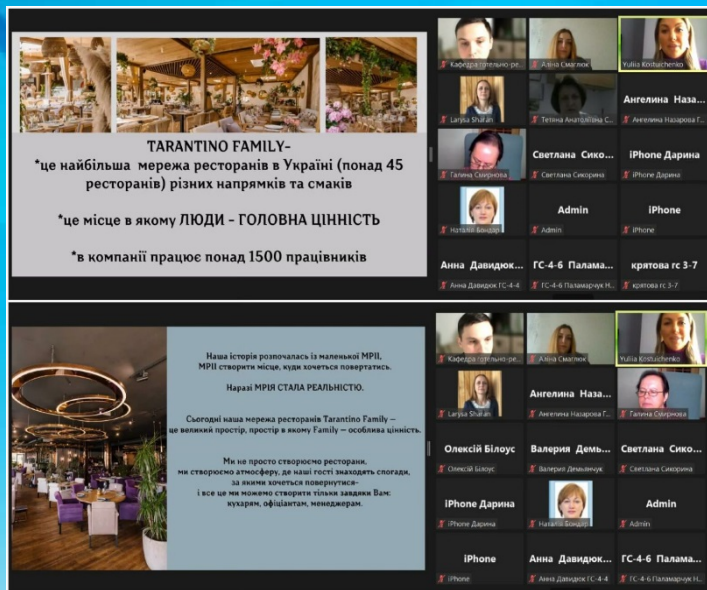 TARANTINO FAMILY-
*це найбільша мережа ресторанів в Україні (понад 45
ресторанів) різних напрямків та смаків
*це місце в якому ЛЮДИ - ГОЛОВНА ЦІННІСТЬ
*в компанії працює понад 1500 працівників
Кафедра готельно-ре...
Аліна Смаглюк
Yuliia Kostuichenko
Larysa Sharan
Тетяна Анатоліївна С...
Ангелина Наза...
Ангелина Назарова Г...
Галина Смирнова
Светлана Сико...
Светлана Сикорина
iPhone Дарина
iPhone Дарина
Наталія Бондар
Admin
Admin
iPhone
iPhone
Анна Давидюк...
Анна Давидюк ГС-4-4
ГС-4-6 Палама...
ГС-4-6 Паламарчук Н...
крятова гс 3-7
крятова гс 3-7
Наша історія розпочалась із маленької МРІЇ,
МРІЇ створити місце, куди хочеться повертатись.
Наразі МРІЯ СТАЛА РЕАЛЬНІСТЮ.
Сьогодні наша мережа ресторанів Tarantino Family –
це великий простір, простір в якому Family – особлива цінність.
Ми не просто створюємо ресторани,
ми створюємо атмосферу, де наші гості знаходять спогади,
за якими хочеться повернутися-
і все це ми можемо створити тільки завдяки Вам:
кухарям, офіціантам, менеджерам.
Кафедра готельно-ре...
Аліна Смаглюк
Yuliia Kostuichenko
Larysa Sharan
Ангелина Наза...
Ангелина Назарова Г...
Галина Смирнова
Олексій Білоус
Олексій Білоус
Валерия Демь...
Валерия Демьянчук
Светлана Сико...
Светлана Сикорина
iPhone Дарина
iPhone Дарина
Наталія Бондар
Admin
Admin
iPhone
iPhone
Анна Давидюк...
Анна Давидюк ГС-4-4
ГС-4-6 Палама...
ГС-4-6 Паламарчук Н...